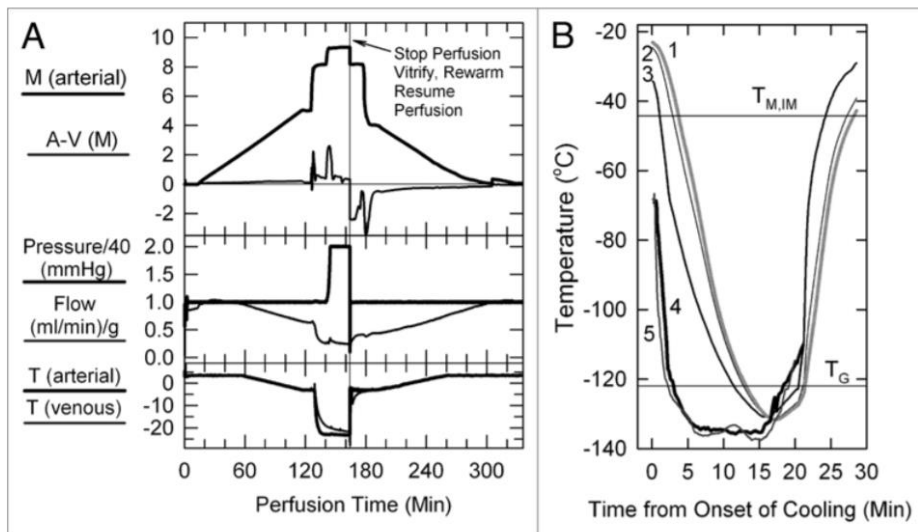 A
M (arterial)
A-V (M)
Pressure/40
(mmHg)
Flow
(ml/min)/g
T (arterial)
T (venous)
10
8
6
4
2
0
-2
2.0
1.5
1.0
0.5
0.0
0
-10
-20
Stop Perfusion
Vitrify, Rewarm
Resume
Perfusion
0 60 120 180 240 300
Perfusion Time (Min)
B
Temperature (°C)
-20
-40
-60
-80
-100
-120
-140
2 1
3
4
5
TM,IM
TG
0 5 10 15 20 25 30
Time from Onset of Cooling (Min)